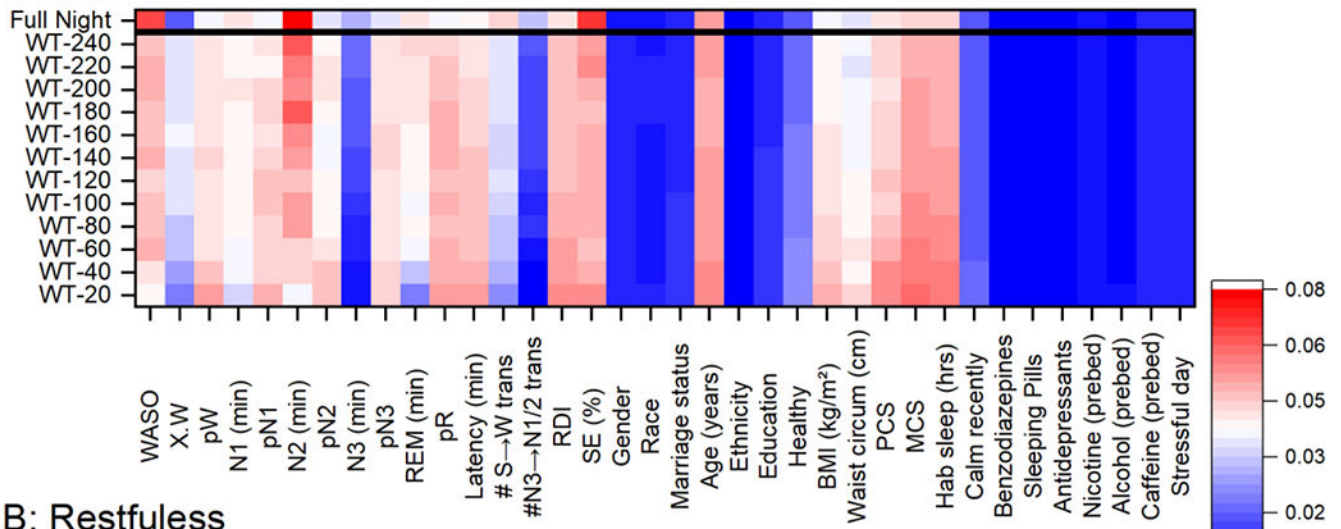 Full Night
WT-240
WT-220
WT-200
WT-180
WT-160
WT-140
WT-120
WT-100
WT-80
WT-60
WT-40
WT-20
WASO
X.W
pW
N1 (min)
pN1
N2 (min)
pN2
N3 (min)
pN3
REM (min)
pR
Latency (min)
# S→W trans
#N3→N1/2 trans
RDI
SE (%)
Gender
Race
Marriage status
Age (years)
Ethnicity
Education
Healthy
BMI (kg/m²)
Waist circum (cm)
PCS
MCS
Hab sleep (hrs)
Calm recently
Benzodiazepines
Sleeping Pills
Antidepressants
Nicotine (prebed)
Alcohol (prebed)
Caffeine (prebed)
Stressful day
0.08
0.06
0.05
0.03
0.02
B: Restfuless